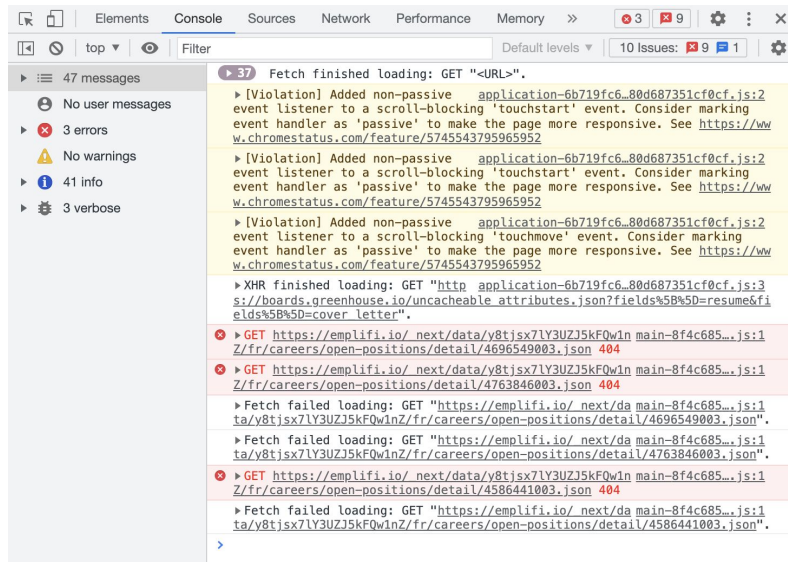 Elements Console Sources Network Performance Memory » 3 9
top ▼ Filter Default levels ▼ 10 Issues: 9 1
47 messages
No user messages
3 errors
No warnings
41 info
3 verbose
37 Fetch finished loading: GET "<URL>".
[Violation] Added non-passive application-6b719fc6…80d687351cf0cf.js:2
event listener to a scroll-blocking 'touchstart' event. Consider marking
event handler as 'passive' to make the page more responsive. See https://ww
w.chromestatus.com/feature/5745543795965952
[Violation] Added non-passive application-6b719fc6…80d687351cf0cf.js:2
event listener to a scroll-blocking 'touchstart' event. Consider marking
event handler as 'passive' to make the page more responsive. See https://ww
w.chromestatus.com/feature/5745543795965952
[Violation] Added non-passive application-6b719fc6…80d687351cf0cf.js:2
event listener to a scroll-blocking 'touchmove' event. Consider marking
event handler as 'passive' to make the page more responsive. See https://ww
w.chromestatus.com/feature/5745543795965952
XHR finished loading: GET "http application-6b719fc6…80d687351cf0cf.js:3
s://boards.greenhouse.io/uncacheable_attributes.json?fields%5B%5D=resume&fi
elds%5B%5D=cover_letter".
GET https://emplifi.io/_next/data/y8tjsx7lY3UZJ5kFQw1n main-8f4c685….js:1
Z/fr/careers/open-positions/detail/4696549003.json 404
GET https://emplifi.io/_next/data/y8tjsx7lY3UZJ5kFQw1n main-8f4c685….js:1
Z/fr/careers/open-positions/detail/4763846003.json 404
Fetch failed loading: GET "https://emplifi.io/_next/da main-8f4c685….js:1
ta/y8tjsx7lY3UZJ5kFQw1nZ/fr/careers/open-positions/detail/4696549003.json".
Fetch failed loading: GET "https://emplifi.io/_next/da main-8f4c685….js:1
ta/y8tjsx7lY3UZJ5kFQw1nZ/fr/careers/open-positions/detail/4763846003.json".
GET https://emplifi.io/_next/data/y8tjsx7lY3UZJ5kFQw1n main-8f4c685….js:1
Z/fr/careers/open-positions/detail/4586441003.json 404
Fetch failed loading: GET "https://emplifi.io/_next/da main-8f4c685….js:1
ta/y8tjsx7lY3UZJ5kFQw1nZ/fr/careers/open-positions/detail/4586441003.json".